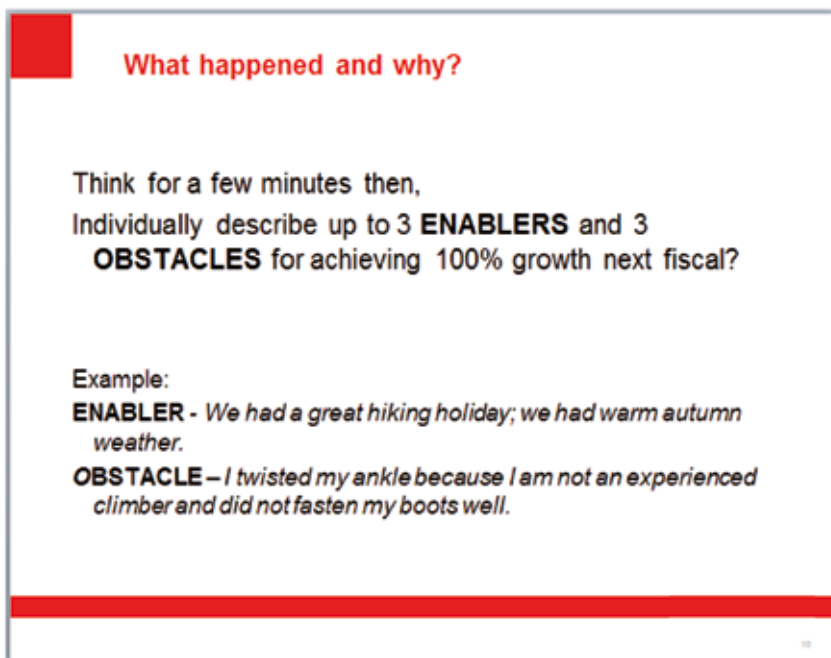 What happened and why?
Think for a few minutes then,
Individually describe up to 3 ENABLERS and 3
OBSTACLES for achieving 100% growth next fiscal?
Example:
ENABLER - We had a great hiking holiday; we had warm autumn
weather.
OBSTACLE – I twisted my ankle because I am not an experienced
climber and did not fasten my boots well.